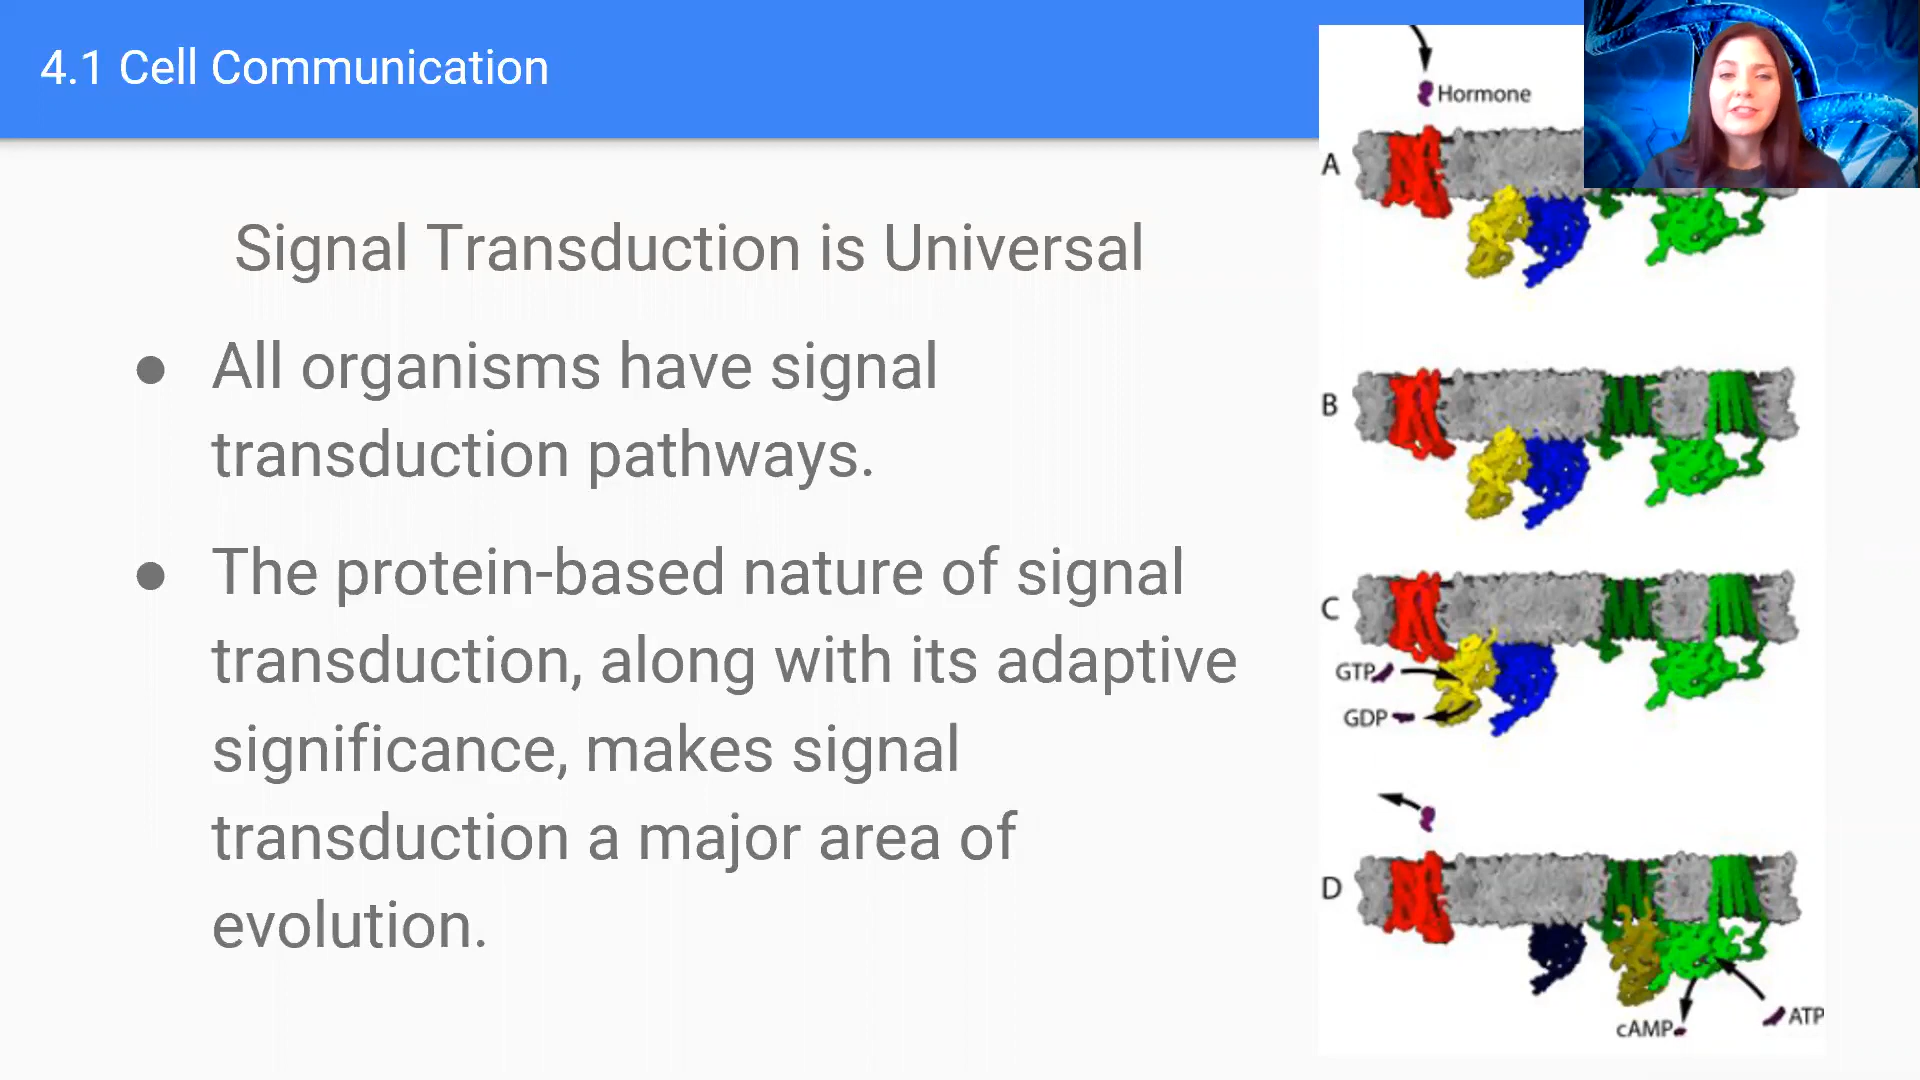 4.1 Cell Communication
Signal Transduction is Universal
● All organisms have signal
transduction pathways.
● The protein-based nature of signal
transduction, along with its adaptive
significance, makes signal
transduction a major area of
evolution.
Hormone
A
B
C
GTP
GDP
D
cAMP
ATP